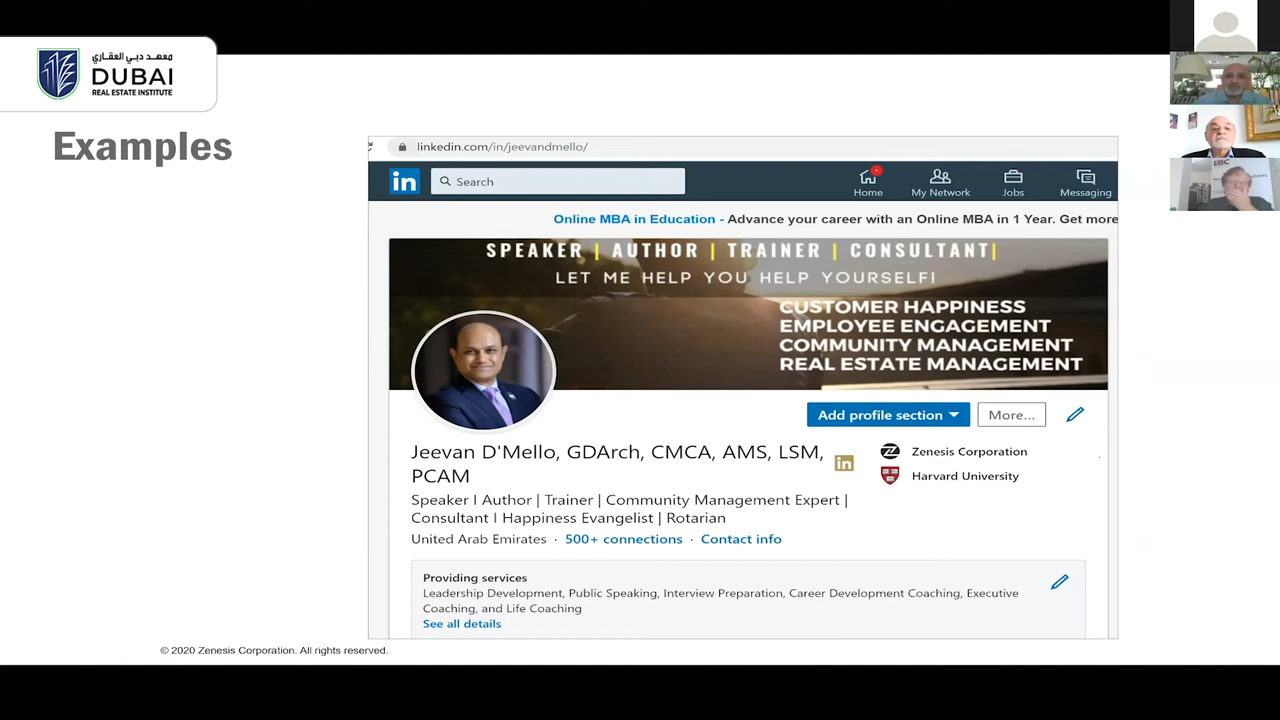 معهد دبي العقاري
DUBAI
REAL ESTATE INSTITUTE
Examples
linkedin.com/in/jeevandmello/
in
Search
Home
My Network
Jobs
Messaging
Online MBA in Education - Advance your career with an Online MBA in 1 Year. Get more
SPEAKER | AUTHOR | TRAINER | CONSULTANT|
LET ME HELP YOU HELP YOURSELF!
CUSTOMER HAPPINESS
EMPLOYEE ENGAGEMENT
COMMUNITY MANAGEMENT
REAL ESTATE MANAGEMENT
Add profile section
More...
Jeevan D'Mello, GDArch, CMCA, AMS, LSM,
PCAM
in
Zenesis Corporation
Harvard University
Speaker I Author | Trainer | Community Management Expert |
Consultant I Happiness Evangelist | Rotarian
United Arab Emirates · 500+ connections · Contact info
Providing services
Leadership Development, Public Speaking, Interview Preparation, Career Development Coaching, Executive
Coaching, and Life Coaching
See all details
© 2020 Zenesis Corporation. All rights reserved.